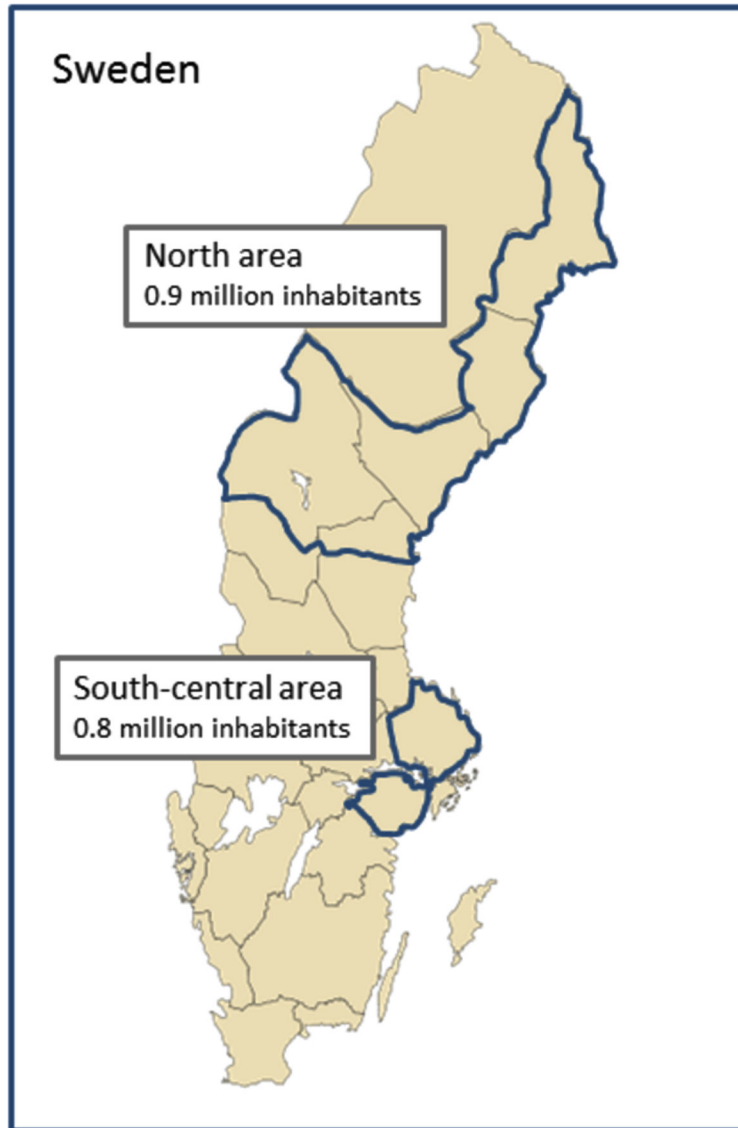 Sweden
North area
0.9 million inhabitants
South-central area
0.8 million inhabitants